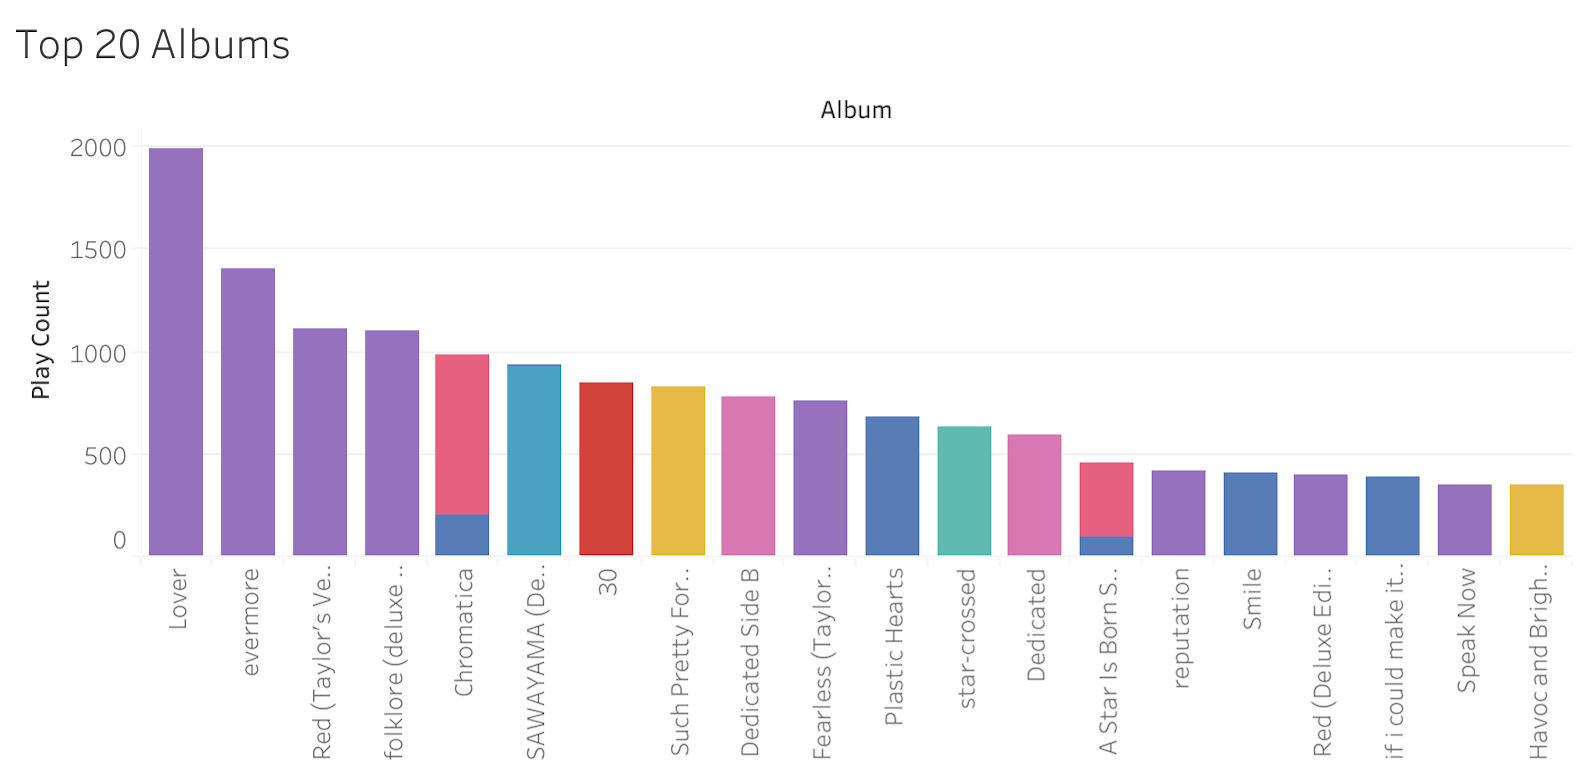 Top 20 Albums
Album
Play Count
2000
1500
1000
500
0
Lover
evermore
Red (Taylor’s Ve..
folklore (deluxe ..
Chromatica
SAWAYAMA (De..
30
Such Pretty For..
Dedicated Side B
Fearless (Taylor..
Plastic Hearts
star-crossed
Dedicated
A Star Is Born S..
reputation
Smile
Red (Deluxe Edi..
if i could make it..
Speak Now
Havoc and Brigh..